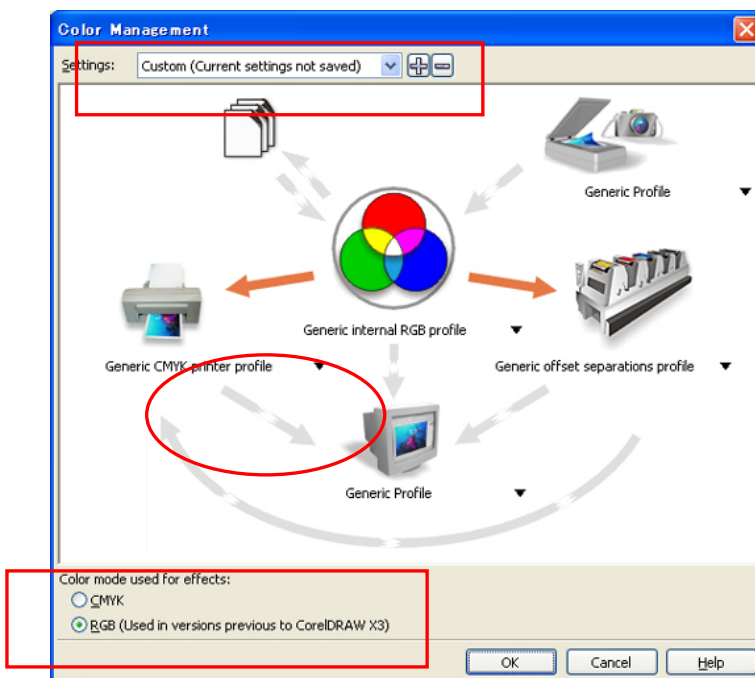 Color Management
Settings: Custom (Current settings not saved)
Generic Profile
Generic internal RGB profile
Generic CMYK printer profile
Generic offset separations profile
Generic Profile
Color mode used for effects:
CMYK
RGB (Used in versions previous to CorelDRAW X3)
OK Cancel Help